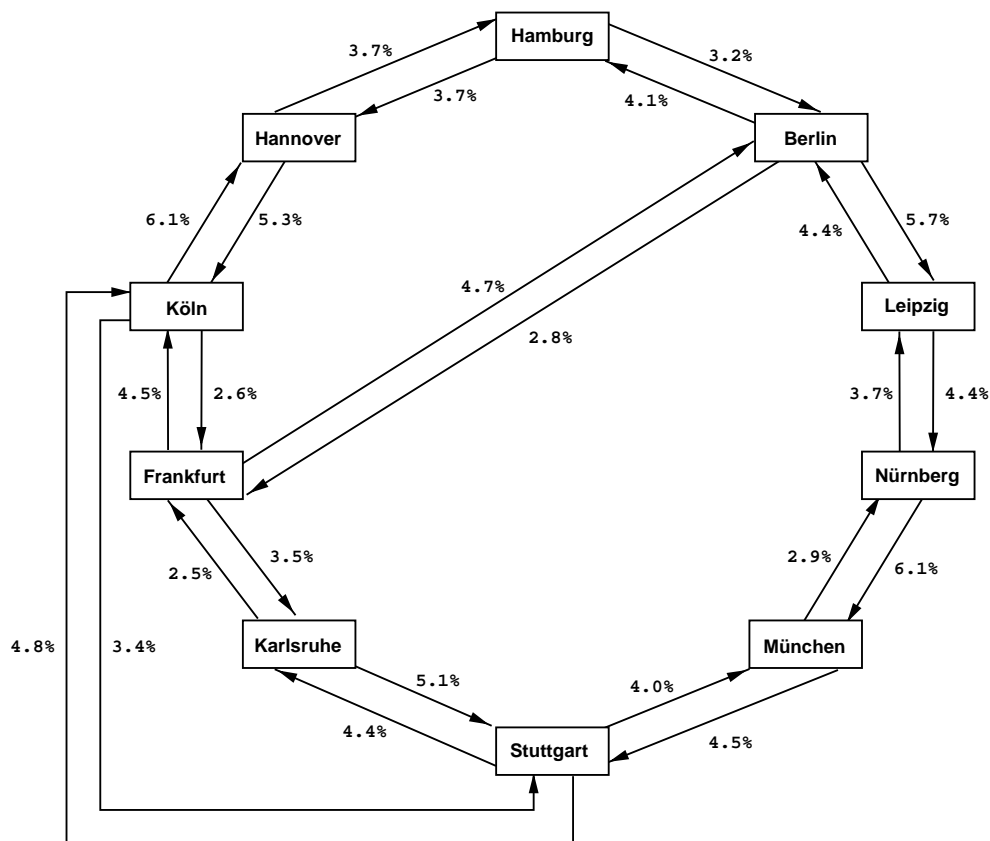 Hamburg
3.7%
3.2%
3.7%
4.1%
Hannover
Berlin
6.1%
5.3%
4.4%
5.7%
4.7%
Köln
Leipzig
2.8%
4.5%
2.6%
3.7%
4.4%
Frankfurt
Nürnberg
3.5%
2.9%
2.5%
6.1%
4.8%
3.4%
Karlsruhe
München
5.1%
4.0%
4.4%
4.5%
Stuttgart